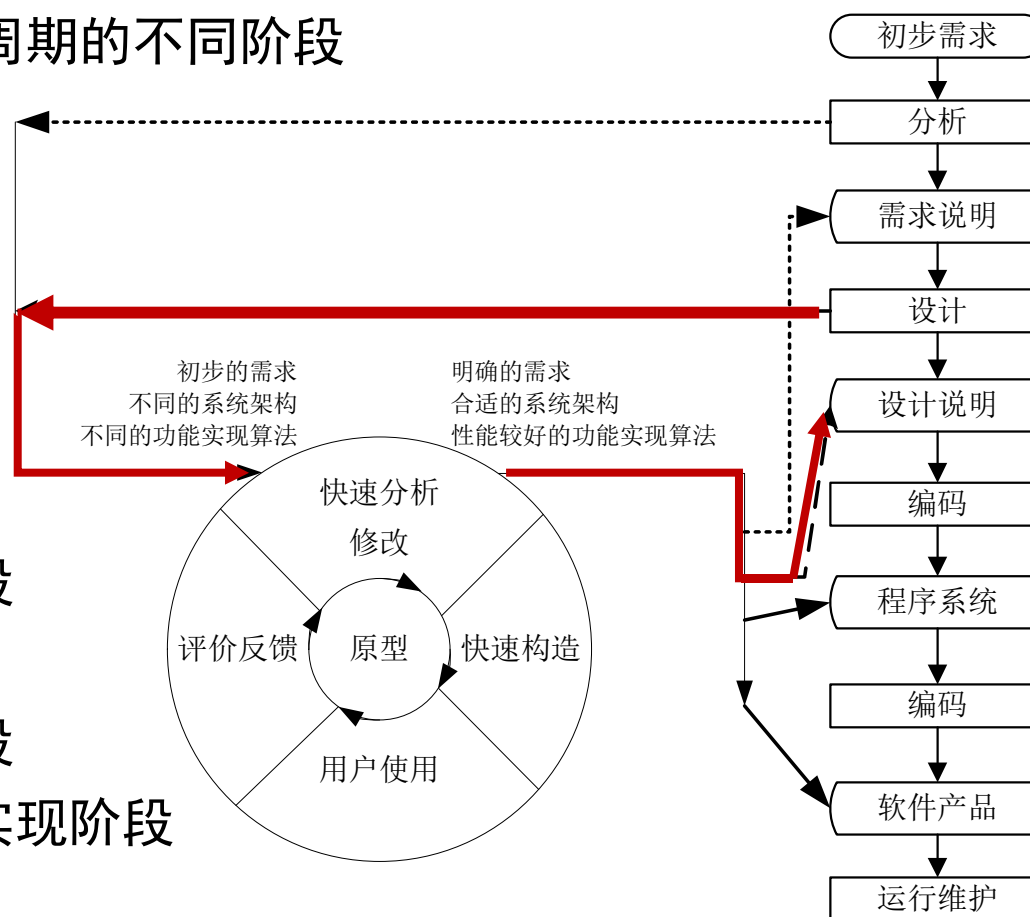 周期的不同阶段
初步需求
分析
需求说明
设计
初步的需求
不同的系统架构
不同的功能实现算法
明确的需求
合适的系统架构
性能较好的功能实现算法
设计说明
快速分析
修改
编码
段
程序系统
评价反馈
原型
快速构造
编码
段
用户使用
软件产品
实现阶段
运行维护